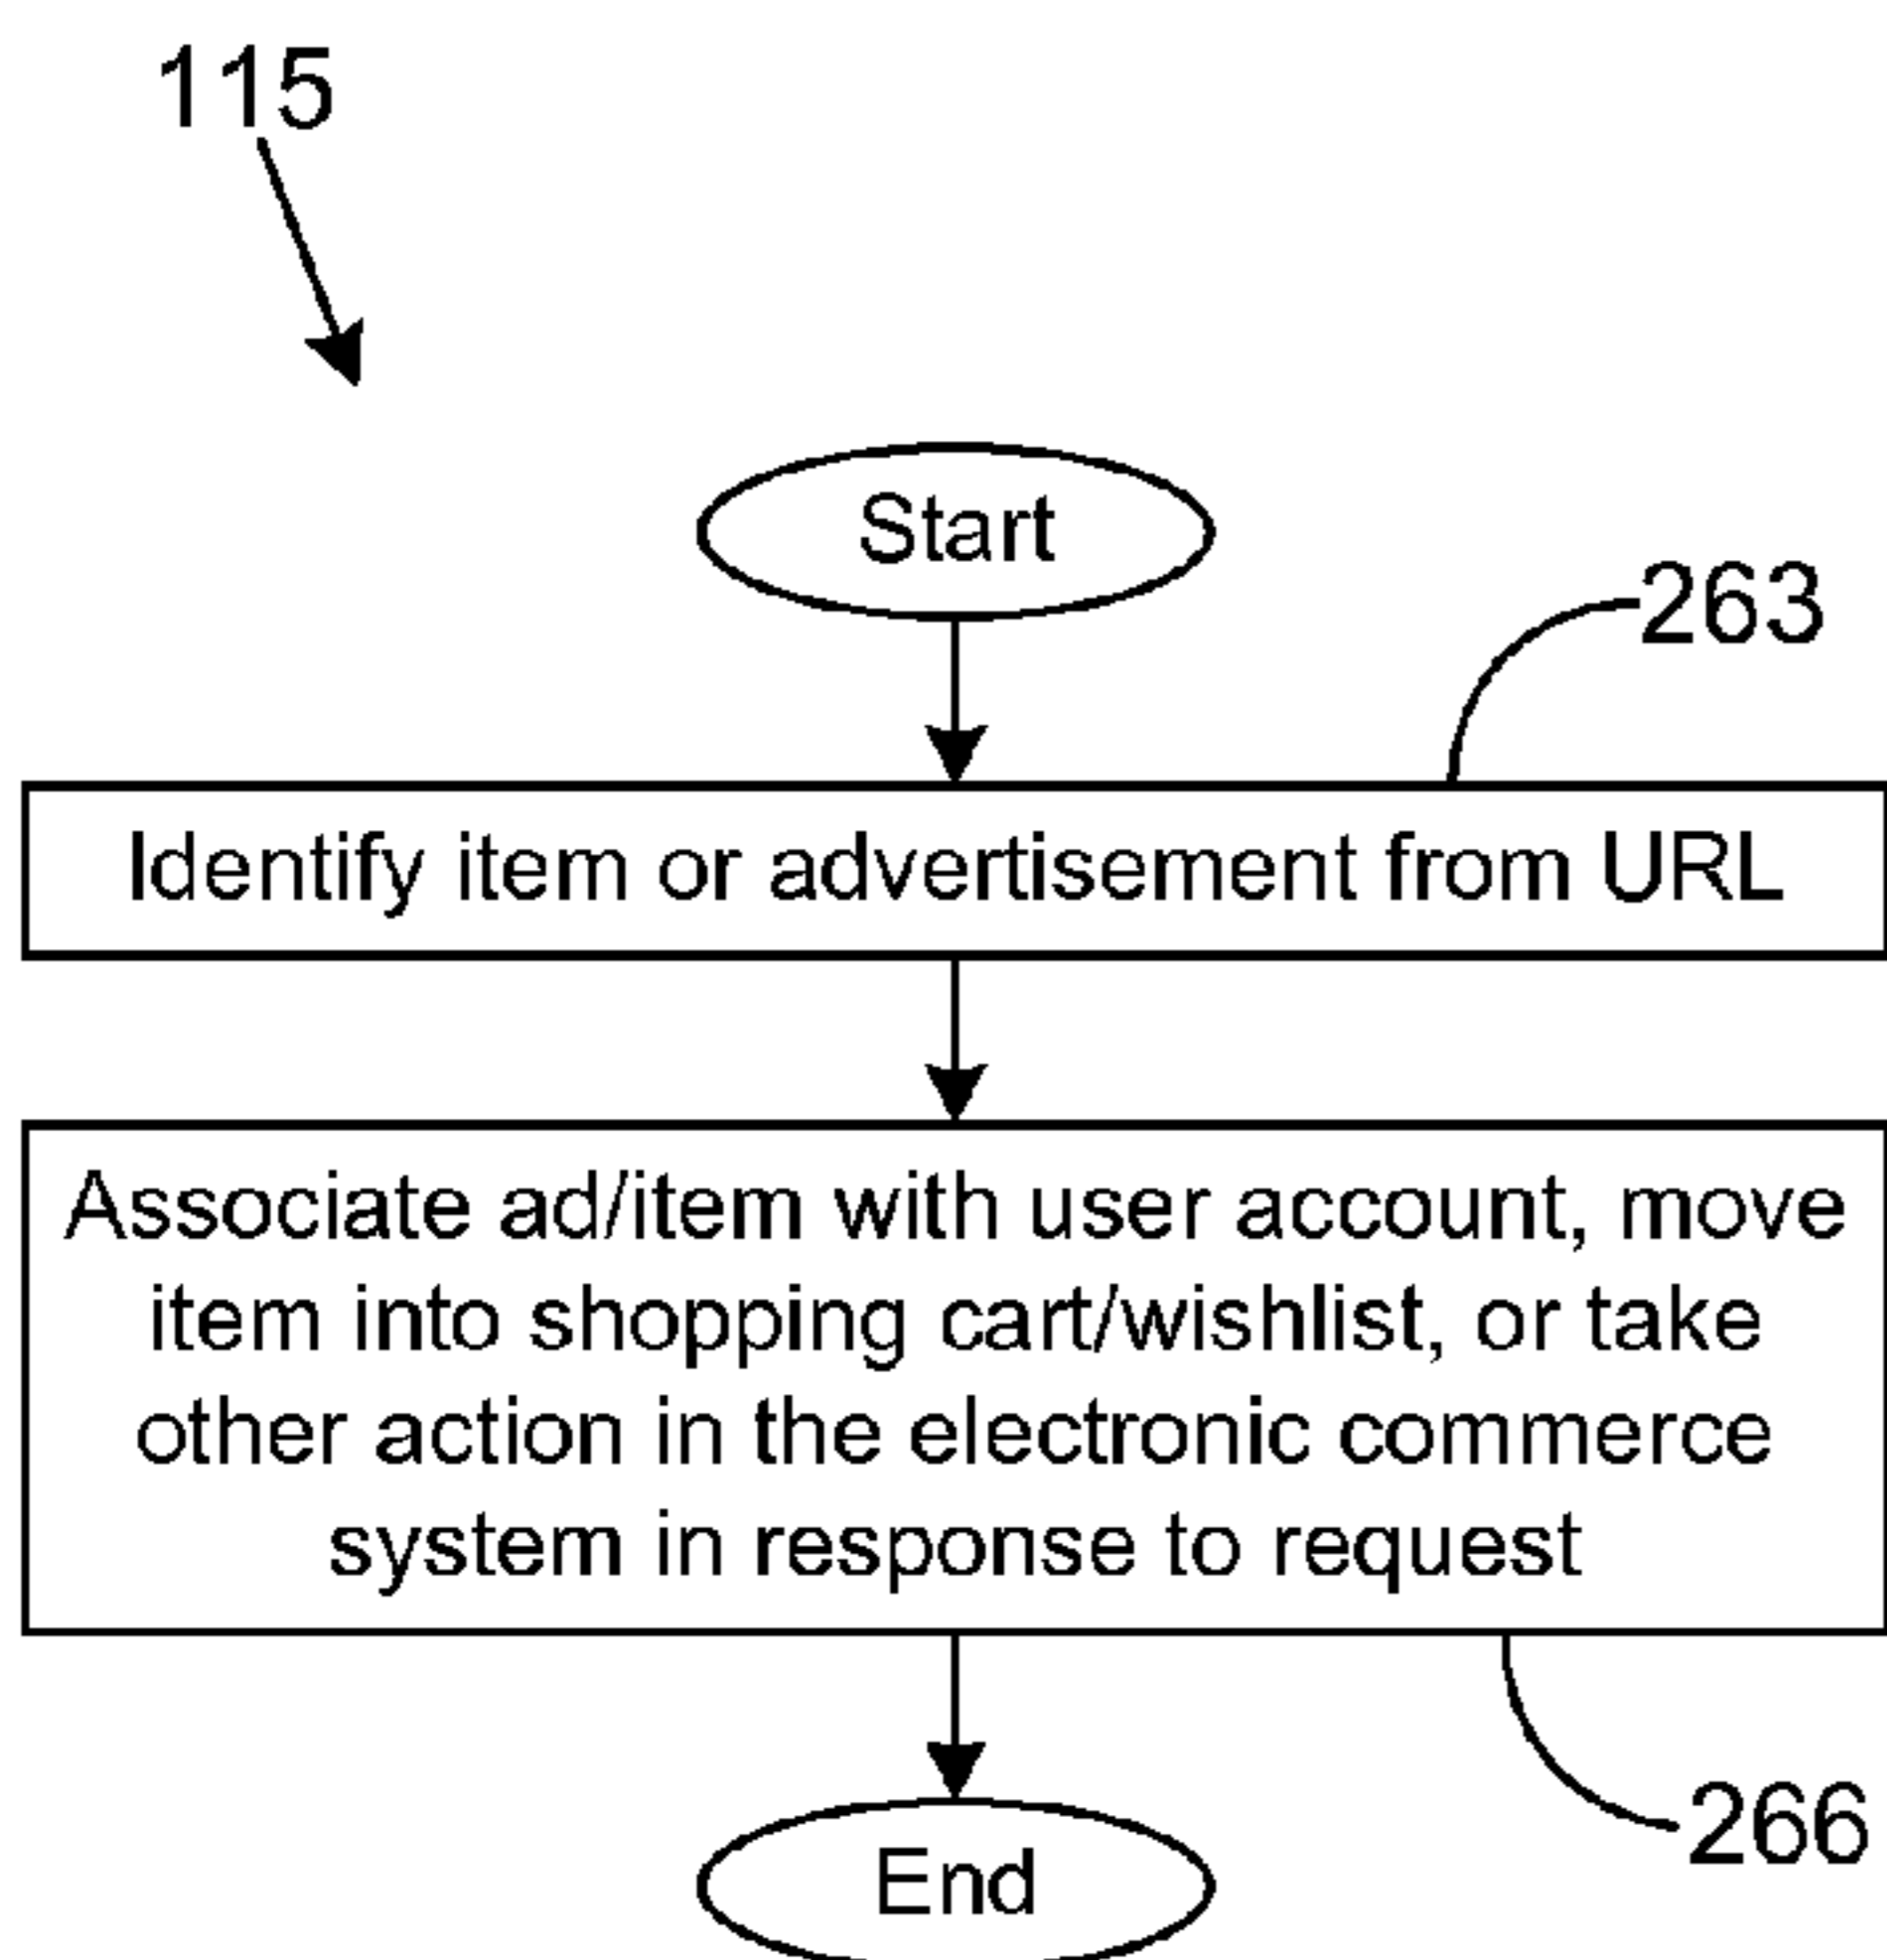 115
Start
263
Identify item or advertisement from URL
Associate ad/item with user account, move
item into shopping cart/wishlist, or take
other action in the electronic commerce
system in response to request
266
End